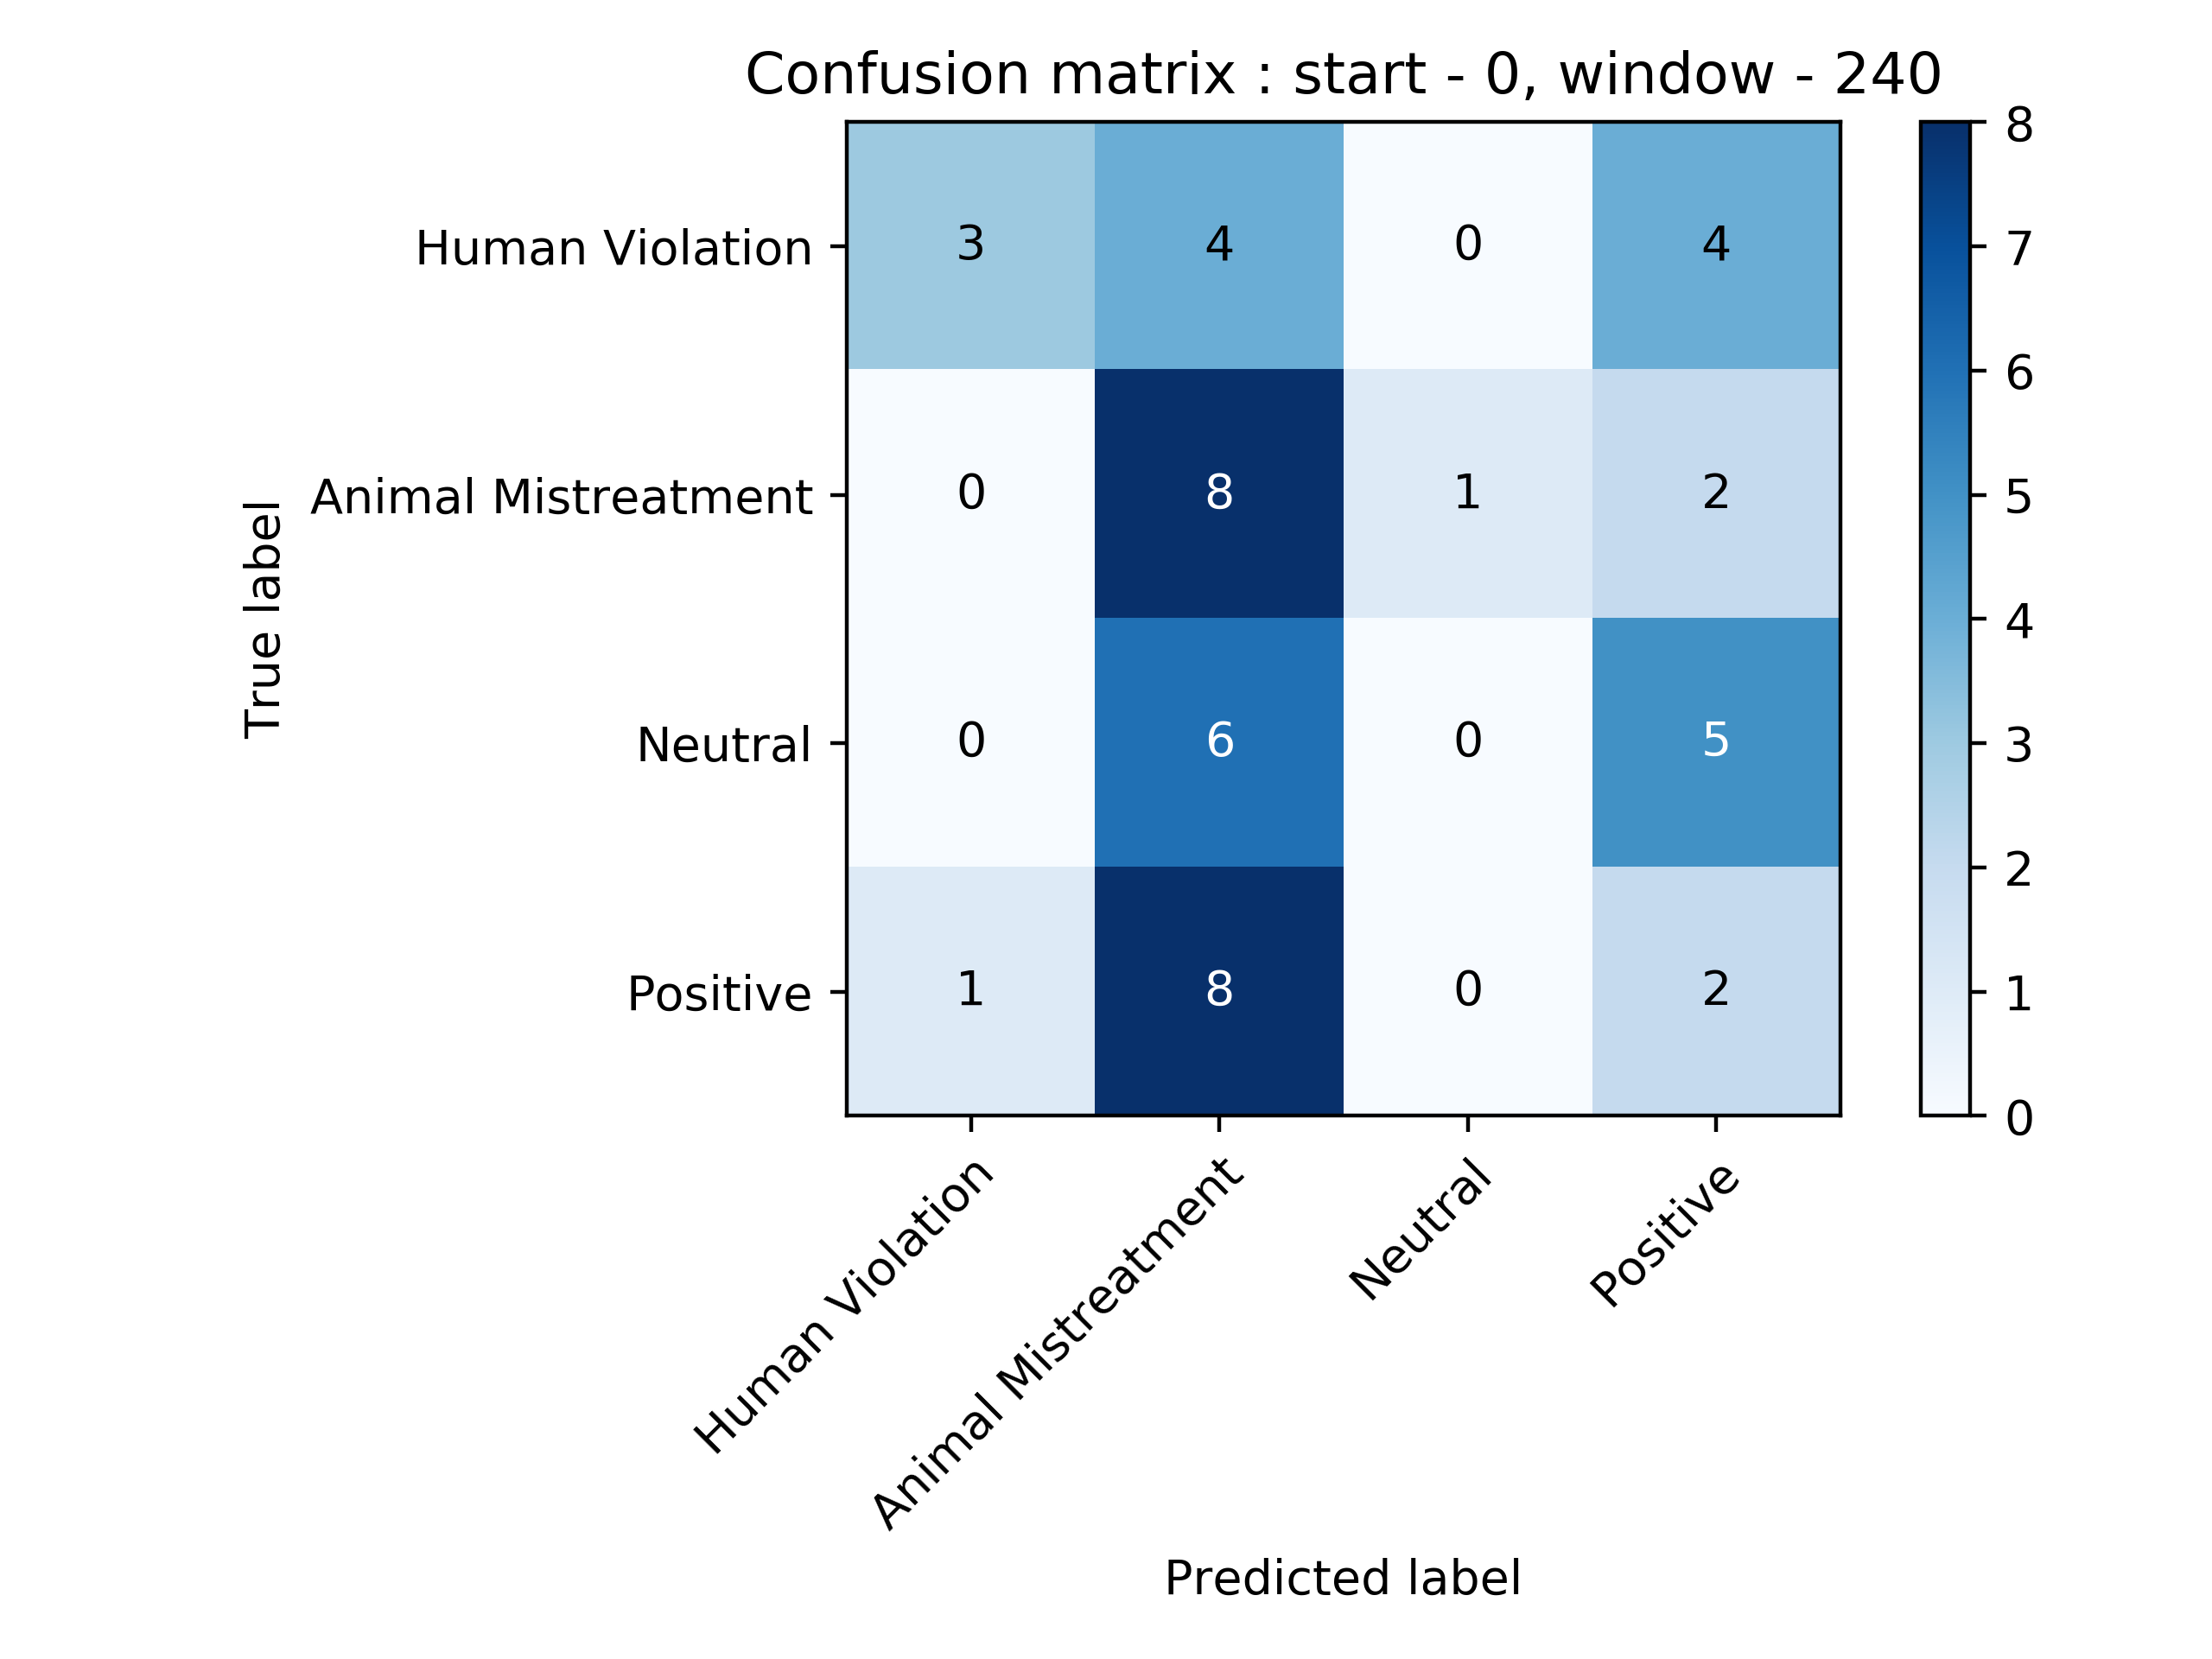 Confusion matrix : start - 0, window - 240
Human Violation 3 4 0 4
Animal Mistreatment 0 8 1 2
Neutral 0 6 0 5
Positive 1 8 0 2
True label
Human Violation
Animal Mistreatment
Neutral
Positive
Predicted label
8
7
6
5
4
3
2
1
0